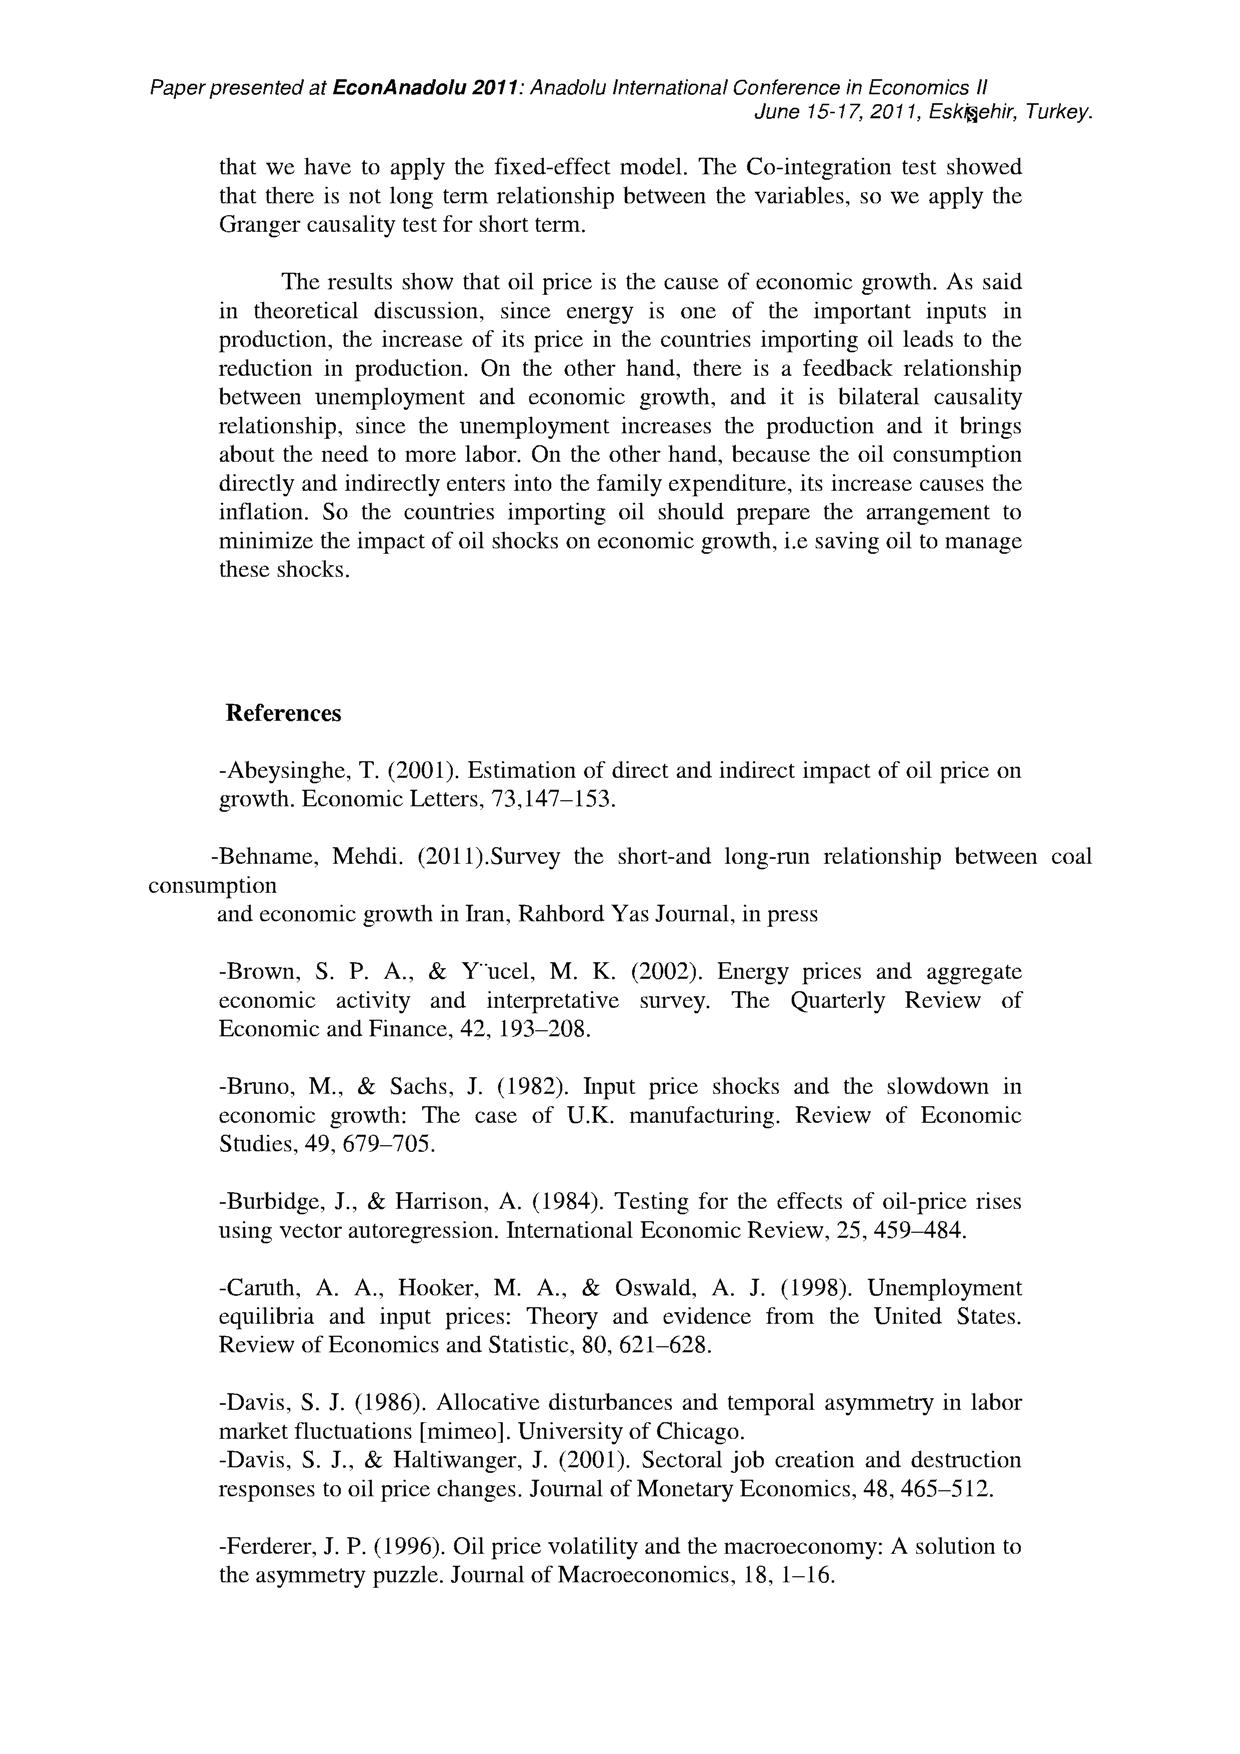 Paper presented at EconAnadolu 2011: Anadolu International Conference in Economics II
June 15-17, 2011, Eskişehir, Turkey.
that we have to apply the fixed-effect model. The Co-integration test showed
that there is not long term relationship between the variables, so we apply the
Granger causality test for short term.
The results show that oil price is the cause of economic growth. As said
in theoretical discussion, since energy is one of the important inputs in
production, the increase of its price in the countries importing oil leads to the
reduction in production. On the other hand, there is a feedback relationship
between unemployment and economic growth, and it is bilateral causality
relationship, since the unemployment increases the production and it brings
about the need to more labor. On the other hand, because the oil consumption
directly and indirectly enters into the family expenditure, its increase causes the
inflation. So the countries importing oil should prepare the arrangement to
minimize the impact of oil shocks on economic growth, i.e saving oil to manage
these shocks.
References
-Abeysinghe, T. (2001). Estimation of direct and indirect impact of oil price on
growth. Economic Letters, 73,147–153.
-Behname, Mehdi. (2011).Survey the short-and long-run relationship between coal
consumption
and economic growth in Iran, Rahbord Yas Journal, in press
-Brown, S. P. A., & Y¨ucel, M. K. (2002). Energy prices and aggregate
economic activity and interpretative survey. The Quarterly Review of
Economic and Finance, 42, 193–208.
-Bruno, M., & Sachs, J. (1982). Input price shocks and the slowdown in
economic growth: The case of U.K. manufacturing. Review of Economic
Studies, 49, 679–705.
-Burbidge, J., & Harrison, A. (1984). Testing for the effects of oil-price rises
using vector autoregression. International Economic Review, 25, 459–484.
-Caruth, A. A., Hooker, M. A., & Oswald, A. J. (1998). Unemployment
equilibria and input prices: Theory and evidence from the United States.
Review of Economics and Statistic, 80, 621–628.
-Davis, S. J. (1986). Allocative disturbances and temporal asymmetry in labor
market fluctuations [mimeo]. University of Chicago.
-Davis, S. J., & Haltiwanger, J. (2001). Sectoral job creation and destruction
responses to oil price changes. Journal of Monetary Economics, 48, 465–512.
-Ferderer, J. P. (1996). Oil price volatility and the macroeconomy: A solution to
the asymmetry puzzle. Journal of Macroeconomics, 18, 1–16.